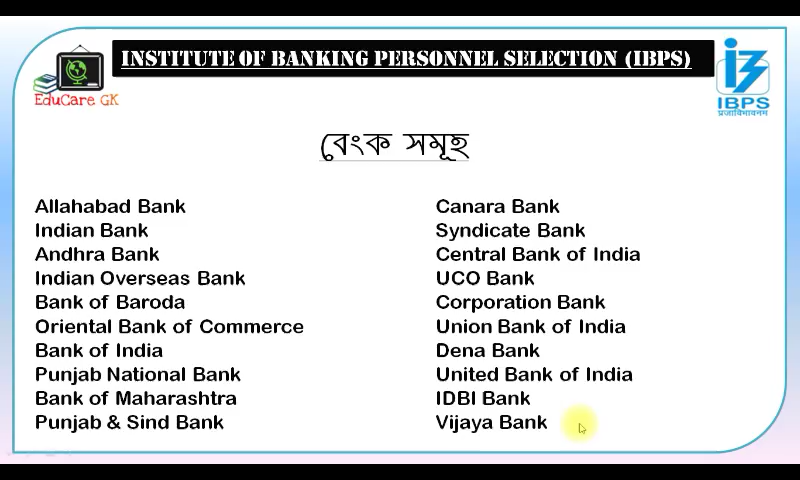 INSTITUTE OF BANKING PERSONNEL SELECTION (IBPS)
EduCare GK
IBPS
प्रजाविभावनम
বেংক সমূহ
Allahabad Bank
Indian Bank
Andhra Bank
Indian Overseas Bank
Bank of Baroda
Oriental Bank of Commerce
Bank of India
Punjab National Bank
Bank of Maharashtra
Punjab & Sind Bank
Canara Bank
Syndicate Bank
Central Bank of India
UCO Bank
Corporation Bank
Union Bank of India
Dena Bank
United Bank of India
IDBI Bank
Vijaya Bank